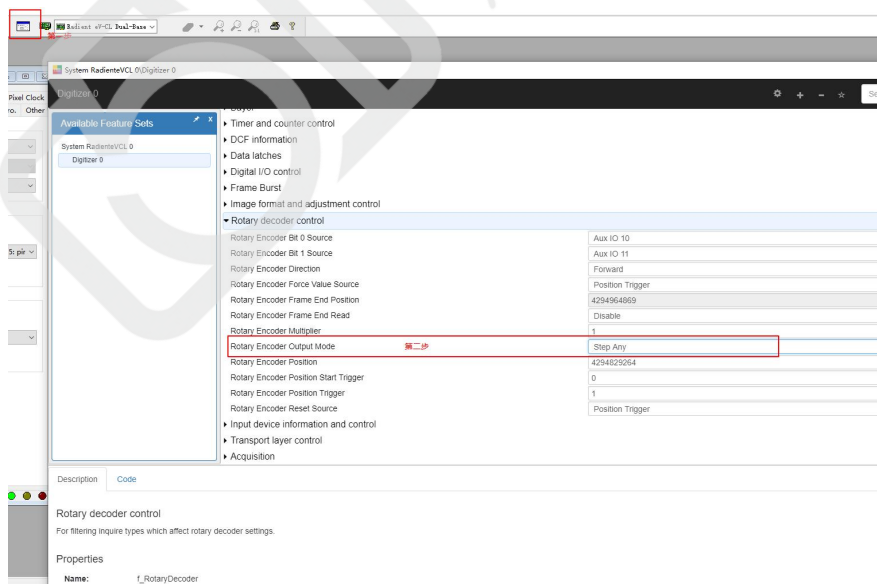 Radient eV-CL Dual-Base
第一步
System RadienteVCL 0\Digitizer 0
Pixel Clock
Digitizer 0
Other
Available Feature Sets
System RadienteVCL 0
Digitizer 0
Timer and counter control
DCF information
Data latches
Digital I/O control
Frame Burst
Image format and adjustment control
Rotary decoder control
Rotary Encoder Bit 0 Source Aux IO 10
Rotary Encoder Bit 1 Source Aux IO 11
Rotary Encoder Direction Forward
Rotary Encoder Force Value Source Position Trigger
Rotary Encoder Frame End Position 4294964869
Rotary Encoder Frame End Read Disable
Rotary Encoder Multiplier 1
Rotary Encoder Output Mode 第二步 Step Any
Rotary Encoder Position 4294829264
Rotary Encoder Position Start Trigger 0
Rotary Encoder Position Trigger 1
Rotary Encoder Reset Source Position Trigger
Input device information and control
Transport layer control
Acquisition
Description Code
Rotary decoder control
For filtering inquire types which affect rotary decoder settings.
Properties
Name: f_RotaryDecoder